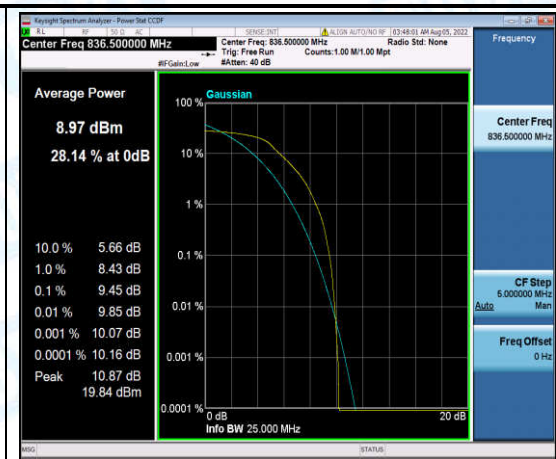 Keysight Spectrum Analyzer - Power Stat CCDF
RL RF 50 Ω AC SENSE:INT ALIGN AUTO/NO RF 03:48:01 AM Aug 05, 2022
Center Freq 836.500000 MHz
Center Freq: 836.500000 MHz Radio Std: None
Trig: Free Run Counts:1.00 M/1.00 Mpt
#IFGain:Low #Atten: 40 dB
Frequency
Average Power
8.97 dBm
28.14 % at 0dB
10.0 % 5.66 dB
1.0 % 8.43 dB
0.1 % 9.45 dB
0.01 % 9.85 dB
0.001 % 10.07 dB
0.0001 % 10.16 dB
Peak 10.87 dB
19.84 dBm
Gaussian
100 %
10 %
1 %
0.1 %
0.01 %
0.001 %
0.0001 %
0 dB 20 dB
Info BW 25.000 MHz
Center Freq
836.500000 MHz
CF Step
5.000000 MHz
Auto Man
Freq Offset
0 Hz
MSG STATUS